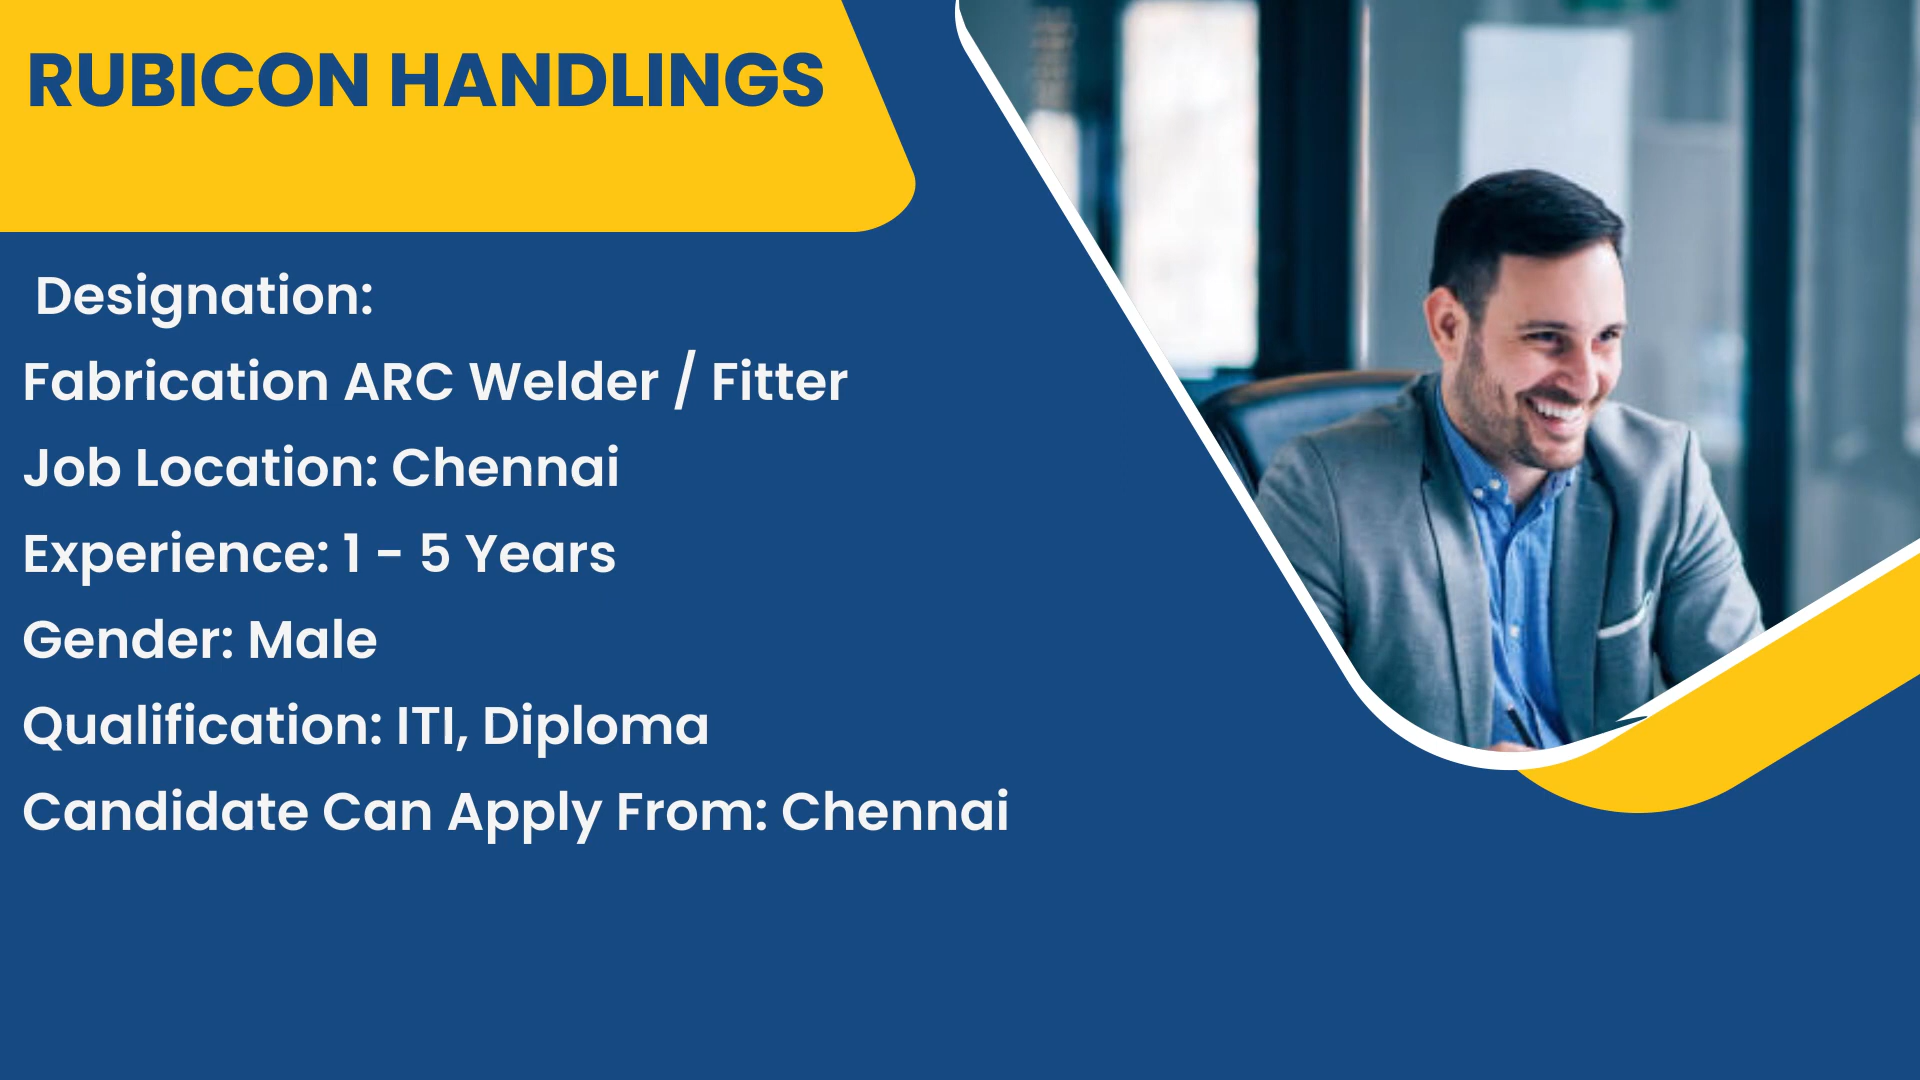 RUBICON HANDLINGS
Designation:
Fabrication ARC Welder / Fitter
Job Location: Chennai
Experience: 1 - 5 Years
Gender: Male
Qualification: ITI, Diploma
Candidate Can Apply From: Chennai